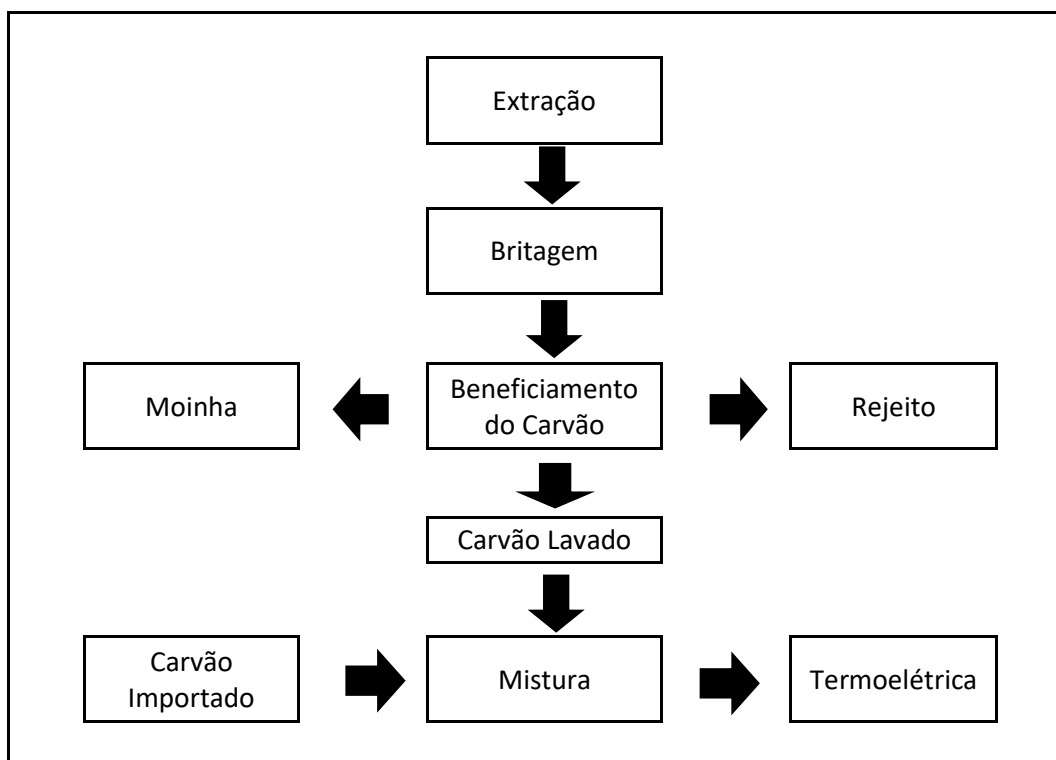 Extração
Britagem
Moinha
Beneficiamento
do Carvão
Rejeito
Carvão Lavado
Carvão
Importado
Mistura
Termoelétrica